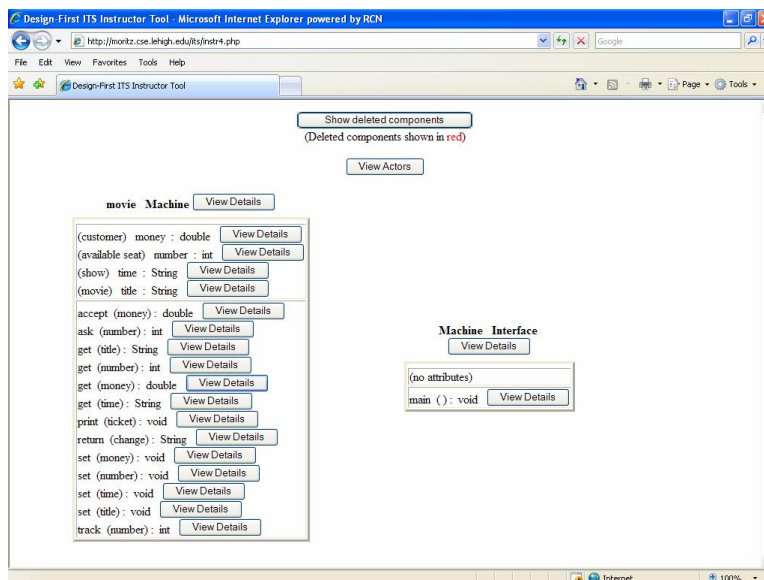 Design-First ITS Instructor Tool - Microsoft Internet Explorer powered by RCN
http://moritz.cse.lehigh.edu/its/instr4.php
Google
File Edit View Favorites Tools Help
Design-First ITS Instructor Tool
Page Tools
Show deleted components
(Deleted components shown in red)
View Actors
movie Machine View Details
(customer) money : double View Details
(available seat) number : int View Details
(show) time : String View Details
(movie) title : String View Details
accept (money) : double View Details
ask (number) : int View Details
get (title) : String View Details
get (number) : int View Details
get (money) : double View Details
get (time) : String View Details
print (ticket) : void View Details
return (change) : String View Details
set (money) : void View Details
set (number) : void View Details
set (time) : void View Details
set (title) : void View Details
track (number) : int View Details
Machine Interface
View Details
(no attributes)
main ( ) : void View Details
Internet 100%